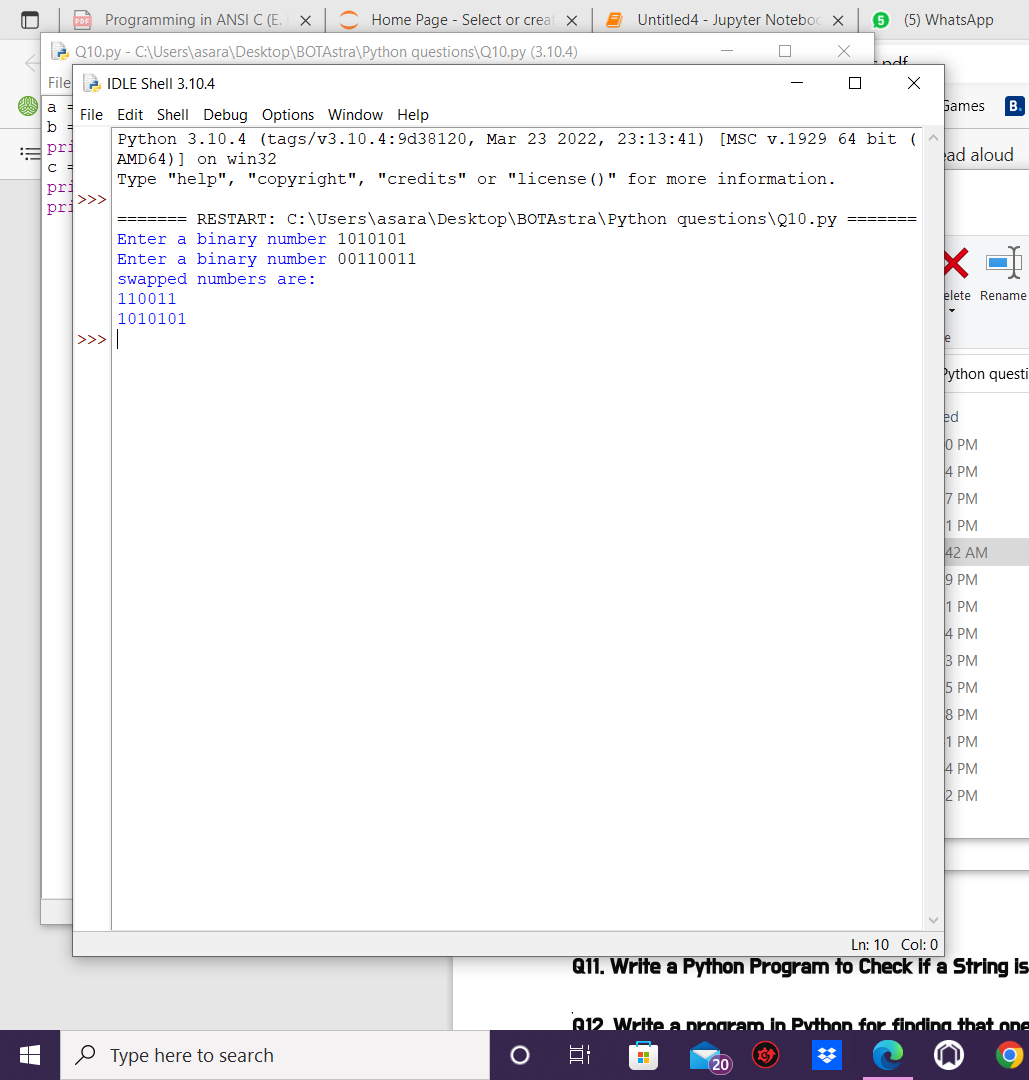 Programming in ANSI C (E.
Home Page - Select or creat
Untitled4 - Jupyter Noteboo
(5) WhatsApp
Q10.py - C:\Users\asara\Desktop\BOTAstra\Python questions\Q10.py (3.10.4)
.pdf
File
IDLE Shell 3.10.4
a =
b =
pri
c =
pri
pri
File Edit Shell Debug Options Window Help
Games
B.
ead aloud
Python 3.10.4 (tags/v3.10.4:9d38120, Mar 23 2022, 23:13:41) [MSC v.1929 64 bit (
AMD64)] on win32
Type "help", "copyright", "credits" or "license()" for more information.
>>>
======= RESTART: C:\Users\asara\Desktop\BOTAstra\Python questions\Q10.py =======
Enter a binary number 1010101
Enter a binary number 00110011
swapped numbers are:
110011
1010101
>>>
elete Rename
e
Python questi
ed
0 PM
4 PM
7 PM
1 PM
42 AM
9 PM
1 PM
4 PM
3 PM
5 PM
8 PM
1 PM
4 PM
2 PM
Ln: 10 Col: 0
Q11. Write a Python Program to Check if a String is
Q12. Write a program in Python for finding that one
Type here to search
20